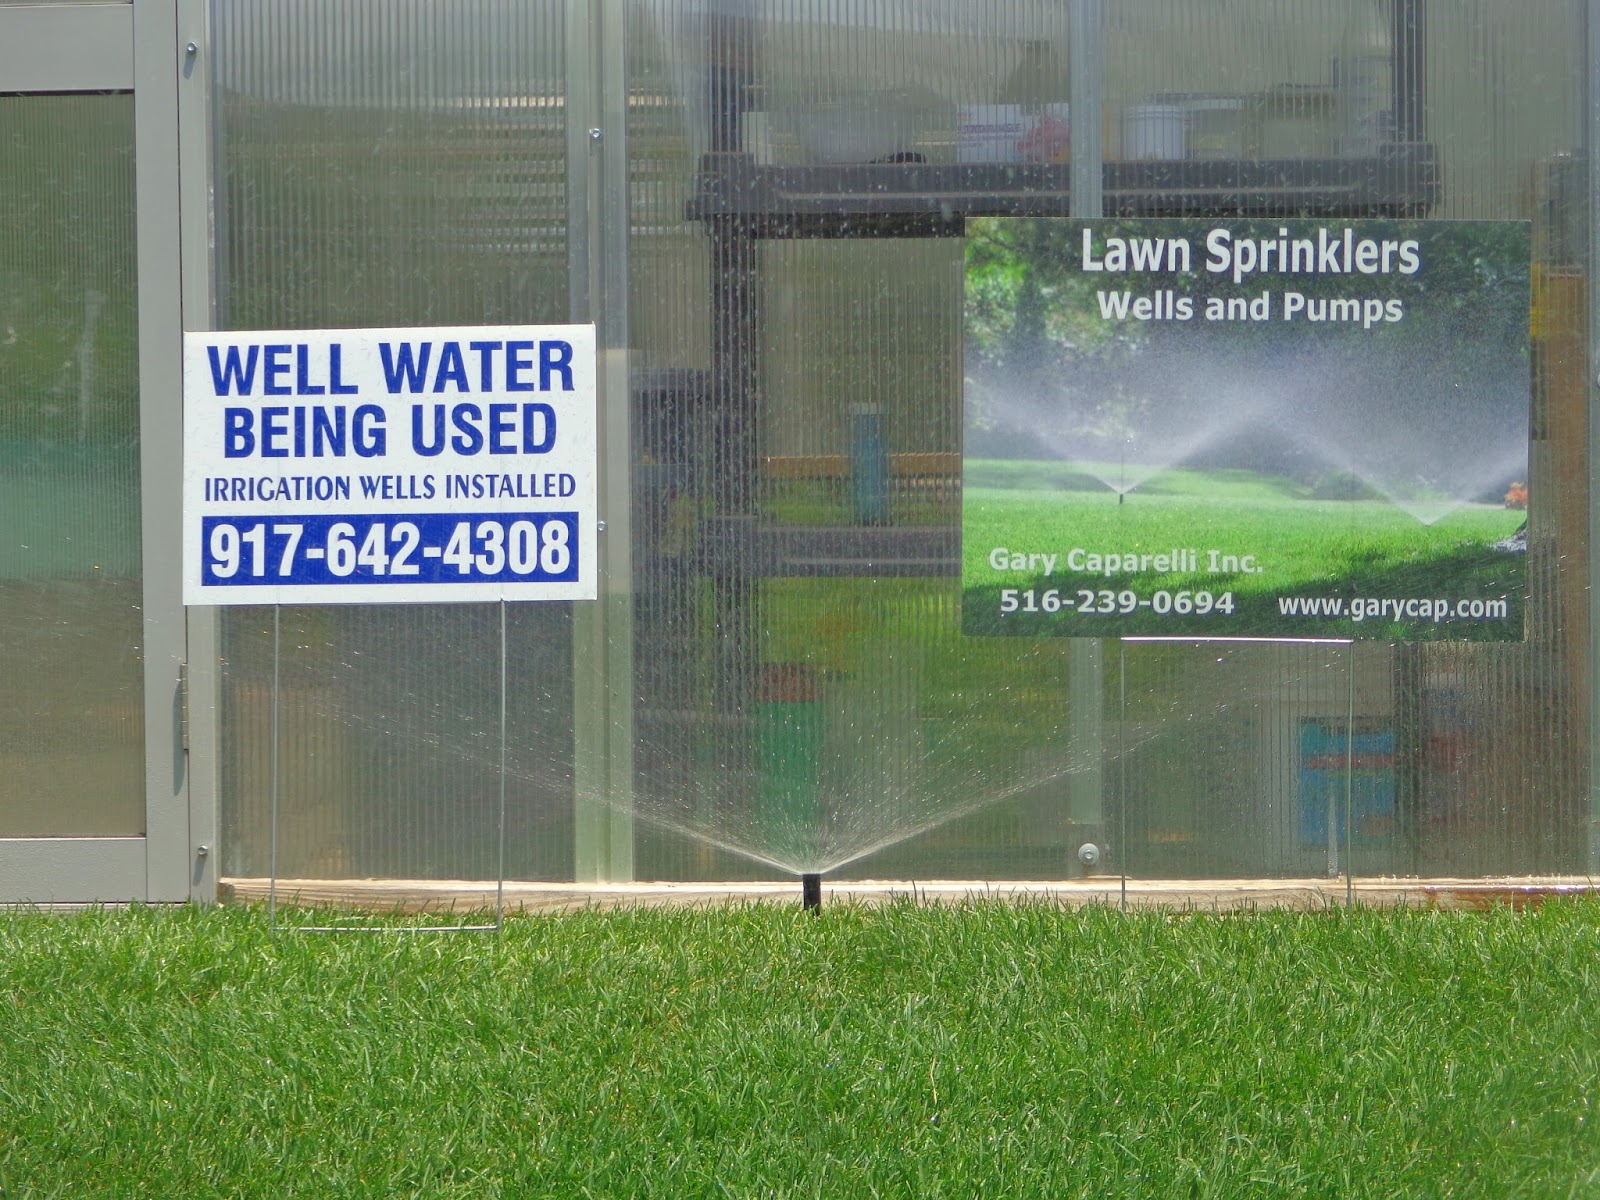 WELL WATER
BEING USED
IRRIGATION WELLS INSTALLED
917-642-4308
Lawn Sprinklers
Wells and Pumps
Gary Caparelli Inc.
516-239-0694 www.garycap.com